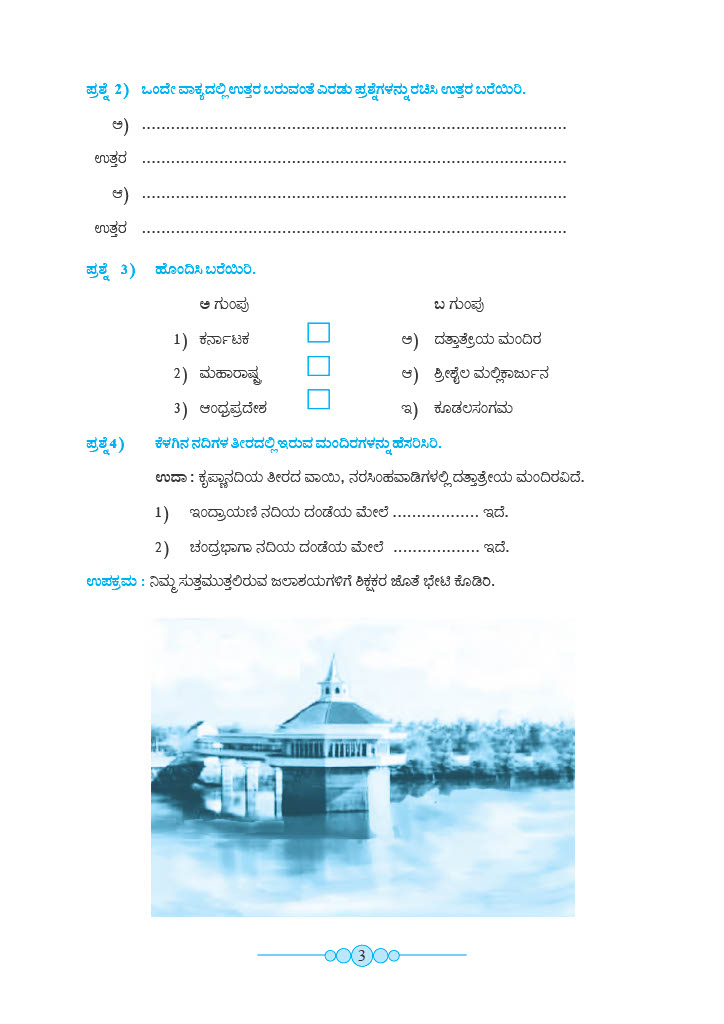 ಪ್ರಶ್ನೆ 2) ಒಂದೇ ವಾಕ್ಯದಲ್ಲಿ ಉತ್ತರ ಬರುವಂತೆ ಎರಡು ಪ್ರಶ್ನೆಗಳನ್ನು ರಚಿಸಿ ಉತ್ತರ ಬರೆಯಿರಿ.
ಅ) ........................................................................................
ಉತ್ತರ ........................................................................................
ಆ) ........................................................................................
ಉತ್ತರ ........................................................................................
ಪ್ರಶ್ನೆ 3) ಹೊಂದಿಸಿ ಬರೆಯಿರಿ.
ಅ ಗುಂಪು ಬ ಗುಂಪು
1) ಕರ್ನಾಟಕ ಅ) ದತ್ತಾತ್ರೇಯ ಮಂದಿರ
2) ಮಹಾರಾಷ್ಟ್ರ ಆ) ಶ್ರೀಶೈಲ ಮಲ್ಲಿಕಾರ್ಜುನ
3) ಆಂಧ್ರಪ್ರದೇಶ ಇ) ಕೂಡಲಸಂಗಮ
ಪ್ರಶ್ನೆ 4) ಕೆಳಗಿನ ನದಿಗಳ ತೀರದಲ್ಲಿ ಇರುವ ಮಂದಿರಗಳನ್ನು ಹೆಸರಿಸಿರಿ.
ಉದಾ : ಕೃಷ್ಣಾನದಿಯ ತೀರದ ವಾಯಿ, ನರಸಿಂಹವಾಡಿಗಳಲ್ಲಿ ದತ್ತಾತ್ರೇಯ ಮಂದಿರವಿದೆ.
1) ಇಂದ್ರಾಯಣಿ ನದಿಯ ದಂಡೆಯ ಮೇಲೆ .................. ಇದೆ.
2) ಚಂದ್ರಭಾಗಾ ನದಿಯ ದಂಡೆಯ ಮೇಲೆ .................. ಇದೆ.
ಉಪಕ್ರಮ : ನಿಮ್ಮ ಸುತ್ತಮುತ್ತಲಿರುವ ಜಲಾಶಯಗಳಿಗೆ ಶಿಕ್ಷಕರ ಜೊತೆ ಭೇಟಿ ಕೊಡಿರಿ.
3